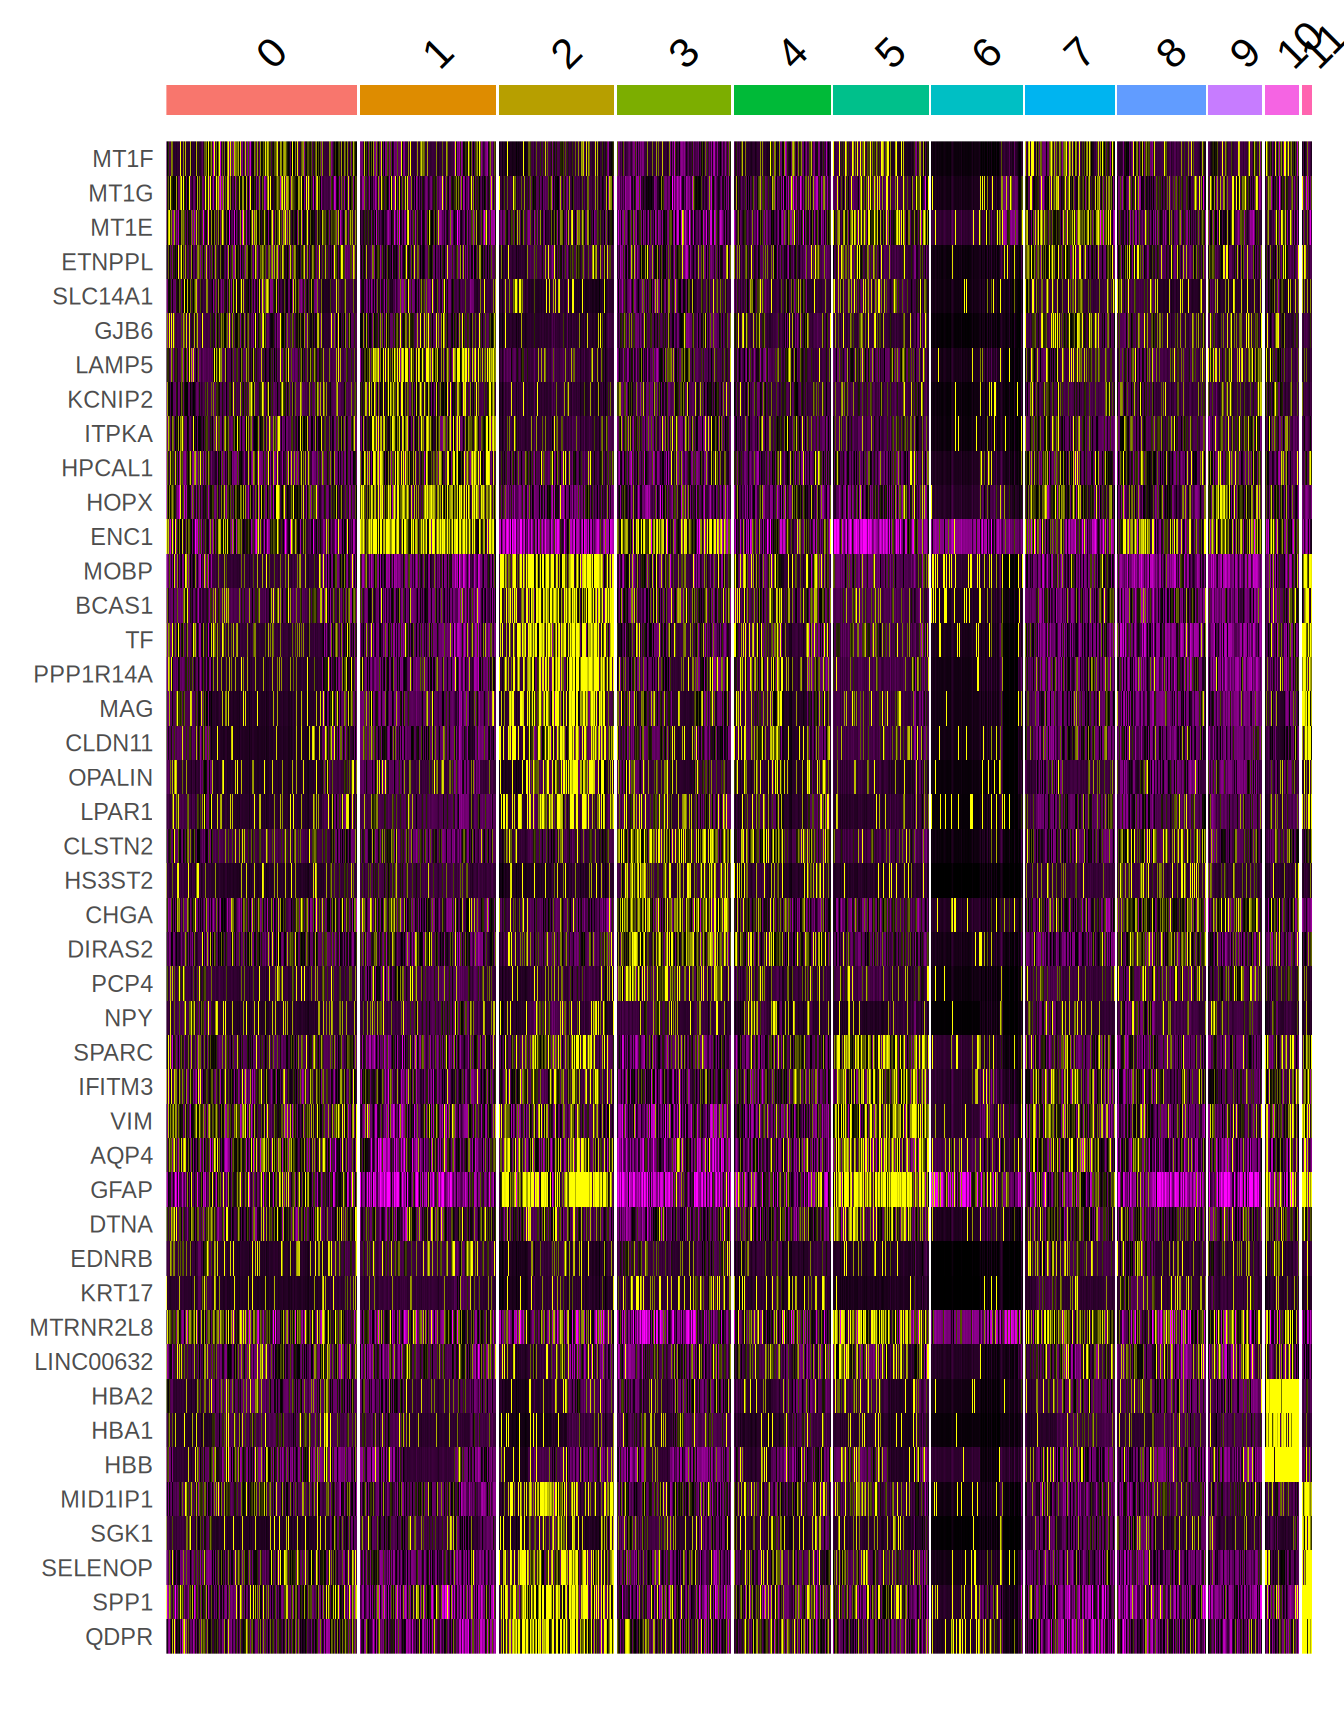 0 1 2 3 4 5 6 7 8 9 10 11
MT1F
MT1G
MT1E
ETNPPL
SLC14A1
GJB6
LAMP5
KCNIP2
ITPKA
HPCAL1
HOPX
ENC1
MOBP
BCAS1
TF
PPP1R14A
MAG
CLDN11
OPALIN
LPAR1
CLSTN2
HS3ST2
CHGA
DIRAS2
PCP4
NPY
SPARC
IFITM3
VIM
AQP4
GFAP
DTNA
EDNRB
KRT17
MTRNR2L8
LINC00632
HBA2
HBA1
HBB
MID1IP1
SGK1
SELENOP
SPP1
QDPR